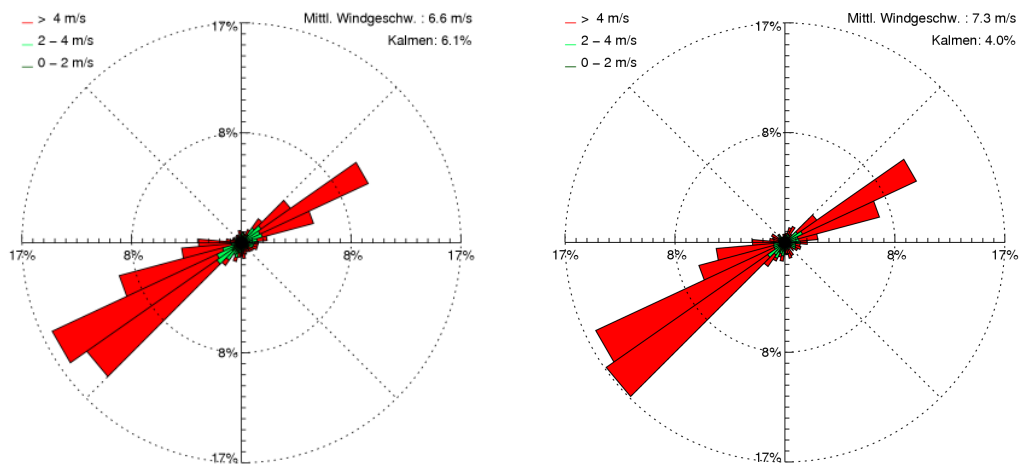 > 4 m/s
2 – 4 m/s
0 – 2 m/s
17%
Mittl. Windgeschw. : 6.6 m/s
Kalmen: 6.1%
8%
17%
8%
8%
17%
8%
17%
> 4 m/s
2 – 4 m/s
0 – 2 m/s
17%
Mittl. Windgeschw. : 7.3 m/s
Kalmen: 4.0%
8%
17%
8%
8%
17%
8%
17%